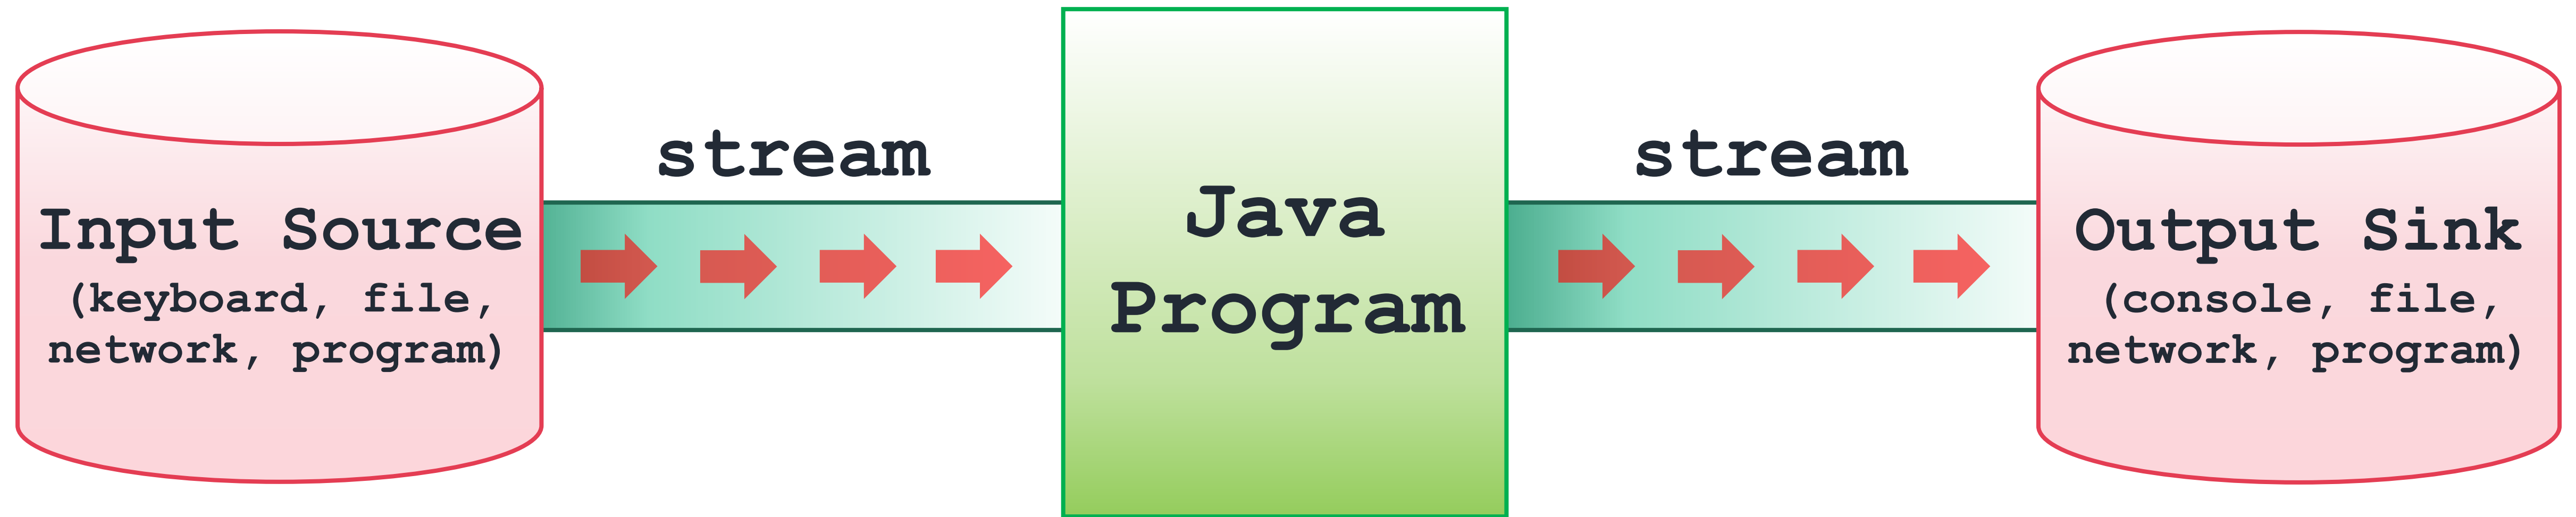 Input Source
(keyboard, file,
network, program)
stream
Java
Program
stream
Output Sink
(console, file,
network, program)